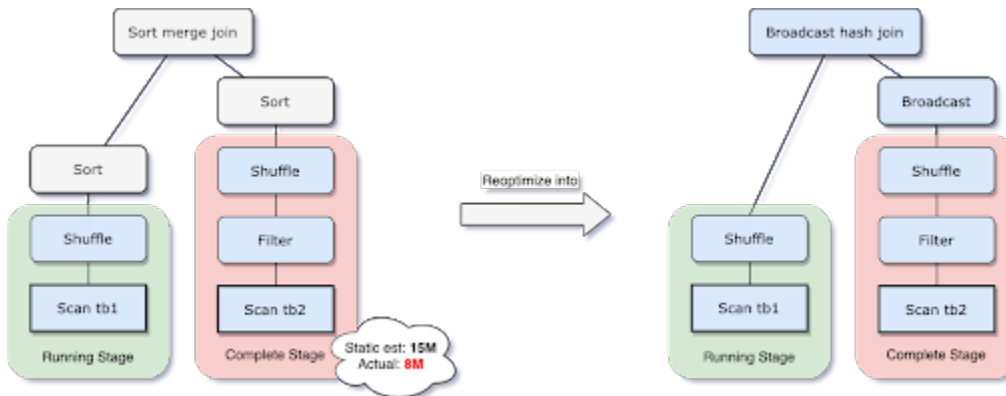 Sort merge join
Sort
Sort
Shuffle
Filter
Shuffle
Scan tb1
Scan tb2
Running Stage
Complete Stage
Static est: 15M
Actual: 8M
Reoptimize into
Broadcast hash join
Broadcast
Shuffle
Shuffle
Filter
Scan tb1
Scan tb2
Running Stage
Complete Stage